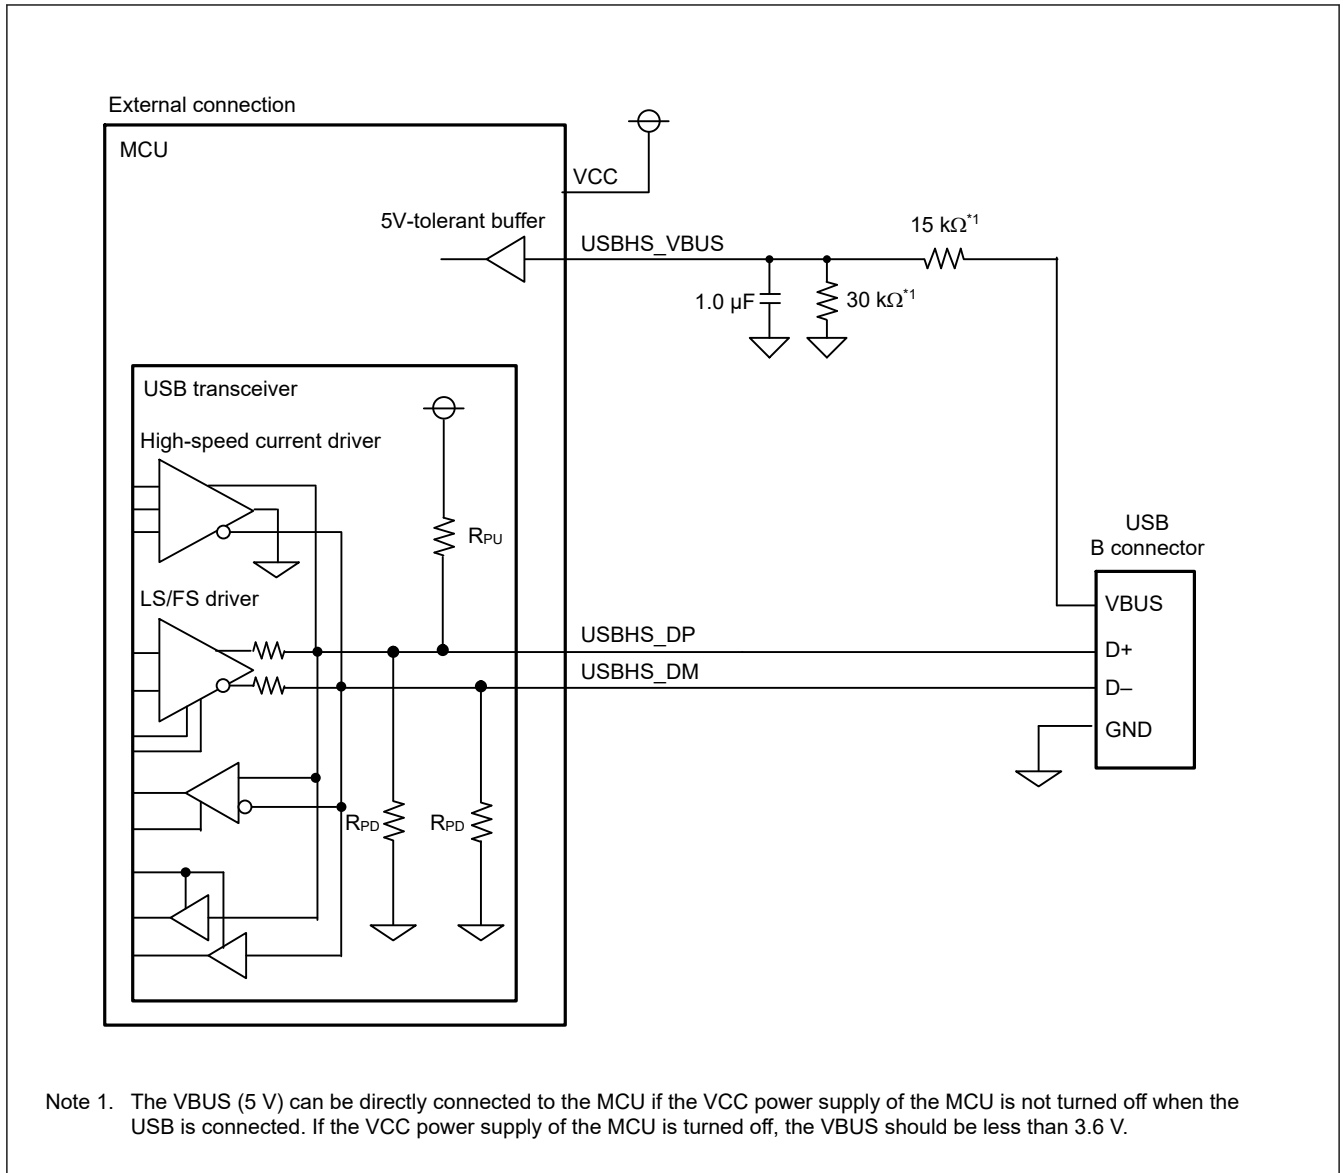 External connection
MCU
VCC
5V-tolerant buffer
USBHS_VBUS
15 kΩ*1
1.0 µF
30 kΩ*1
USB transceiver
High-speed current driver
RPU
USB
B connector
LS/FS driver
VBUS
USBHS_DP
D+
USBHS_DM
D–
GND
RPD
RPD
Note 1. The VBUS (5 V) can be directly connected to the MCU if the VCC power supply of the MCU is not turned off when the
USB is connected. If the VCC power supply of the MCU is turned off, the VBUS should be less than 3.6 V.